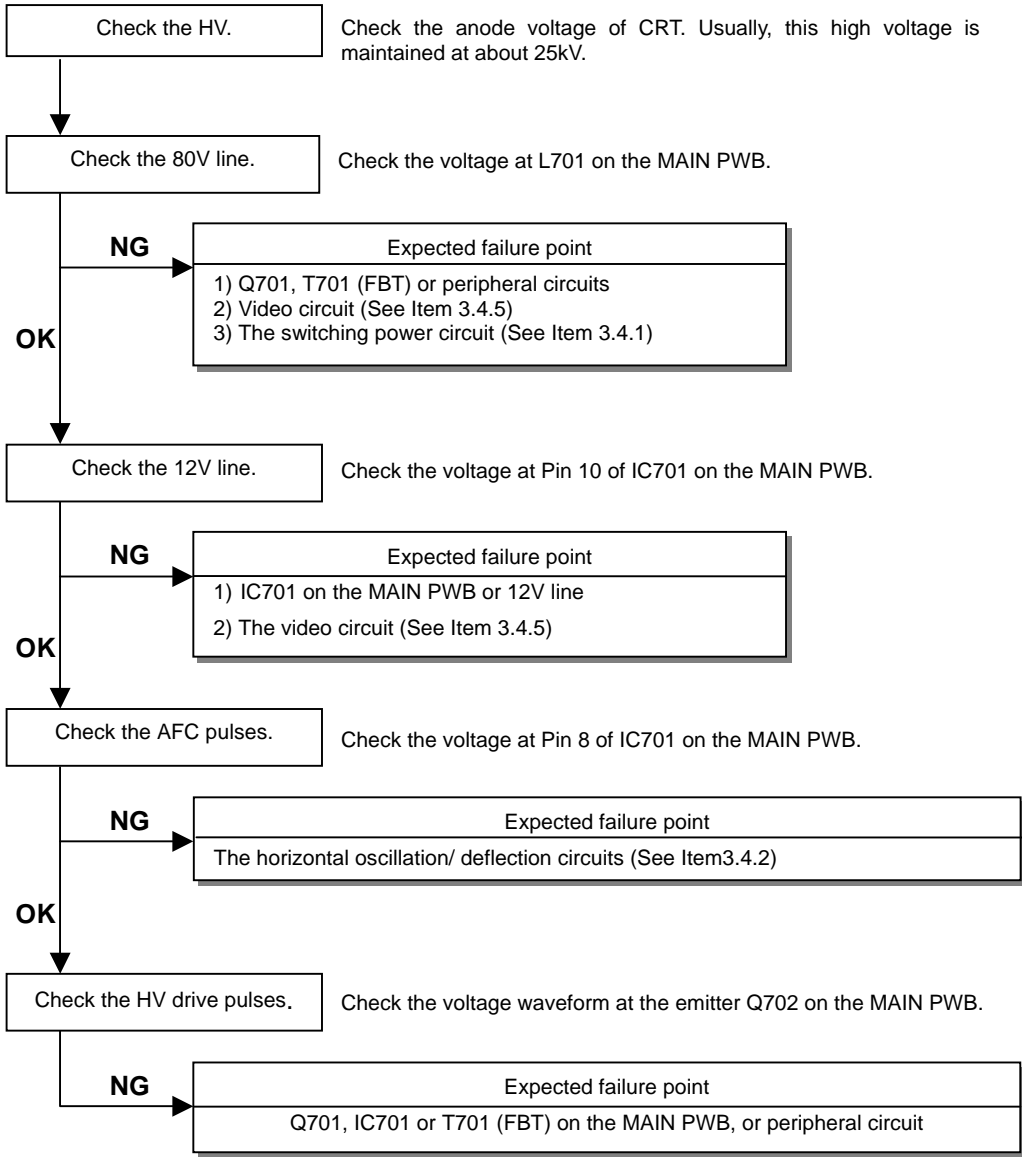 Check the HV.
Check the anode voltage of CRT. Usually, this high voltage is
maintained at about 25kV.
Check the 80V line.
Check the voltage at L701 on the MAIN PWB.
NG
Expected failure point
1) Q701, T701 (FBT) or peripheral circuits
2) Video circuit (See Item 3.4.5)
3) The switching power circuit (See Item 3.4.1)
OK
Check the 12V line.
Check the voltage at Pin 10 of IC701 on the MAIN PWB.
NG
Expected failure point
1) IC701 on the MAIN PWB or 12V line
2) The video circuit (See Item 3.4.5)
OK
Check the AFC pulses.
Check the voltage at Pin 8 of IC701 on the MAIN PWB.
NG
Expected failure point
The horizontal oscillation/ deflection circuits (See Item3.4.2)
OK
Check the HV drive pulses.
Check the voltage waveform at the emitter Q702 on the MAIN PWB.
NG
Expected failure point
Q701, IC701 or T701 (FBT) on the MAIN PWB, or peripheral circuit